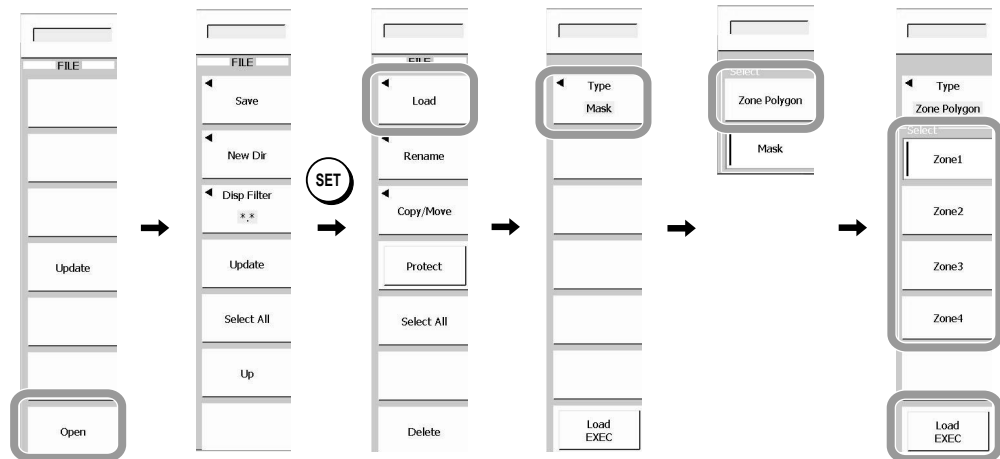 FILE
Update
Open
FILE
Save
New Dir
Disp Filter
*.*
Update
Select All
Up
SET
FILE
Load
Rename
Copy/Move
Protect
Select All
Delete
Type
Mask
Load
EXEC
Select
Zone Polygon
Mask
Type
Zone Polygon
Select
Zone1
Zone2
Zone3
Zone4
Load
EXEC